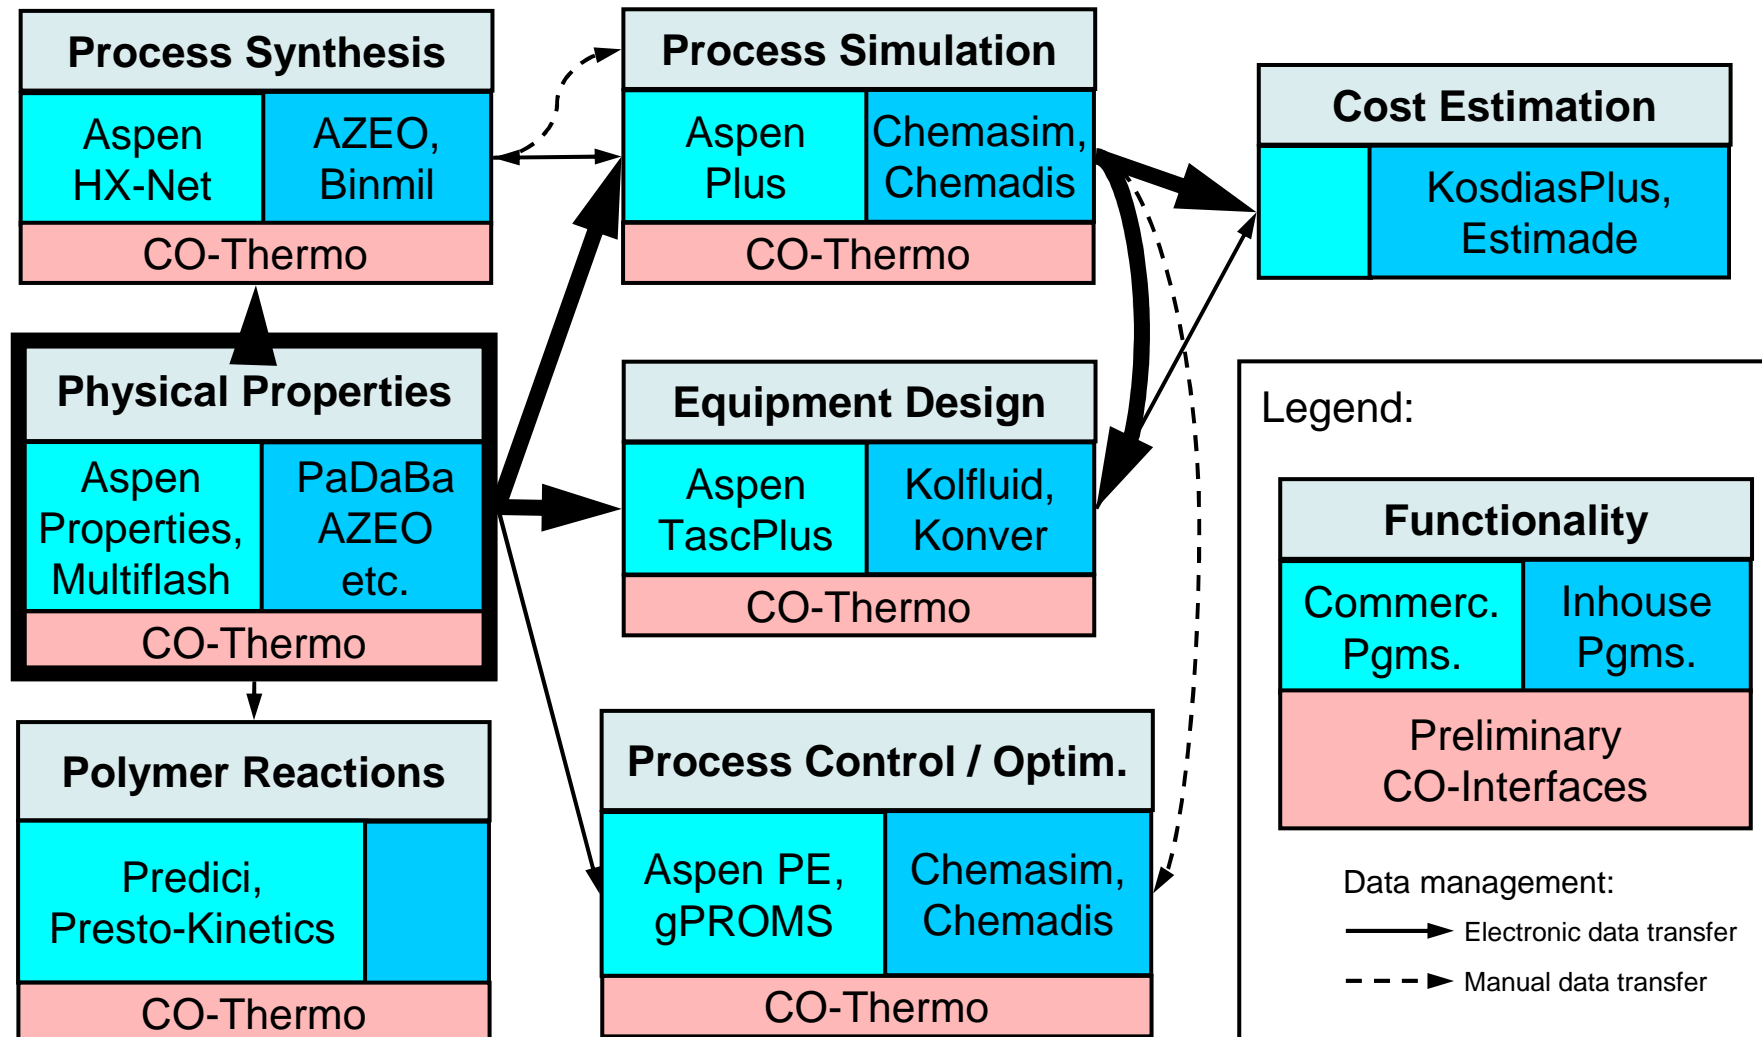 Process Synthesis
Aspen
HX-Net
AZEO,
Binmil
CO-Thermo
Process Simulation
Aspen
Plus
Chemasim,
Chemadis
CO-Thermo
Cost Estimation
KosdiasPlus,
Estimade
Physical Properties
Aspen
Properties,
Multiflash
PaDaBa
AZEO
etc.
CO-Thermo
Equipment Design
Aspen
TascPlus
Kolfluid,
Konver
CO-Thermo
Polymer Reactions
Predici,
Presto-Kinetics
CO-Thermo
Process Control / Optim.
Aspen PE,
gPROMS
Chemasim,
Chemadis
CO-Thermo
Legend:
Functionality
Commerc.
Pgms.
Inhouse
Pgms.
Preliminary
CO-Interfaces
Data management:
Electronic data transfer
Manual data transfer